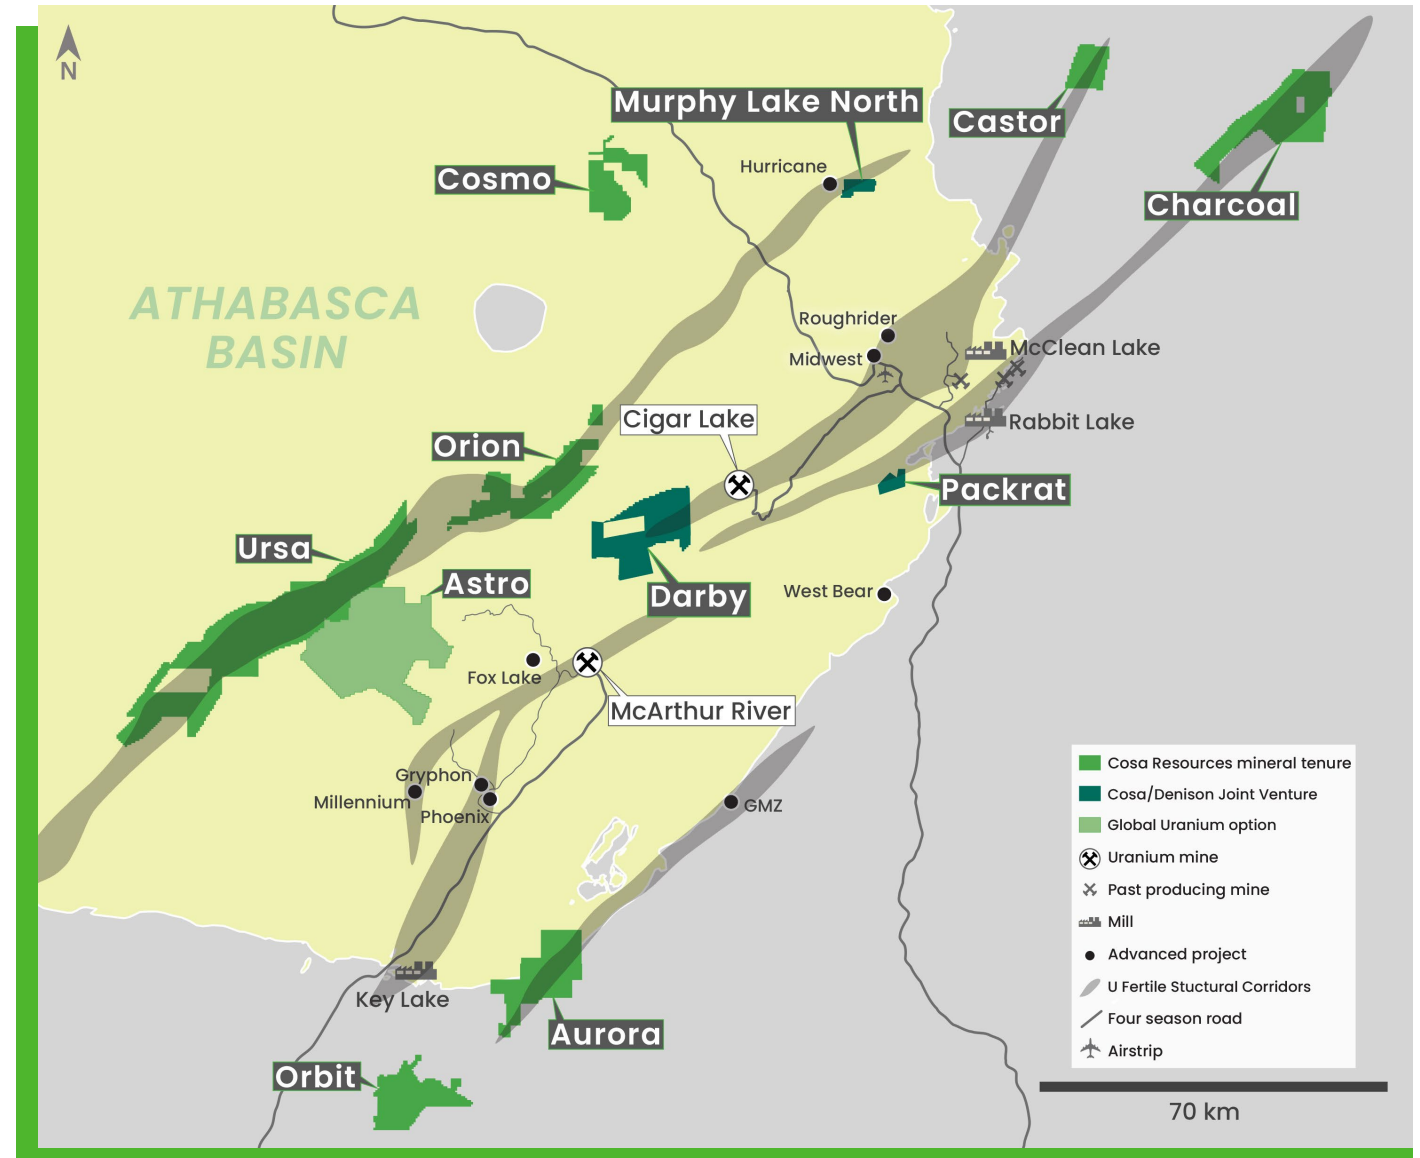 N
Murphy Lake North
Castor
Cosmo
Hurricane
Charcoal
ATHABASCA
BASIN
Roughrider
Midwest
McClean Lake
Cigar Lake
Rabbit Lake
Orion
Packrat
Ursa
Astro
Darby
West Bear
Fox Lake
McArthur River
Gryphon
Millennium
Phoenix
GMZ
Key Lake
Aurora
Orbit
Cosa Resources mineral tenure
Cosa/Denison Joint Venture
Global Uranium option
Uranium mine
Past producing mine
Mill
Advanced project
U Fertile Stuctural Corridors
Four season road
Airstrip
70 km